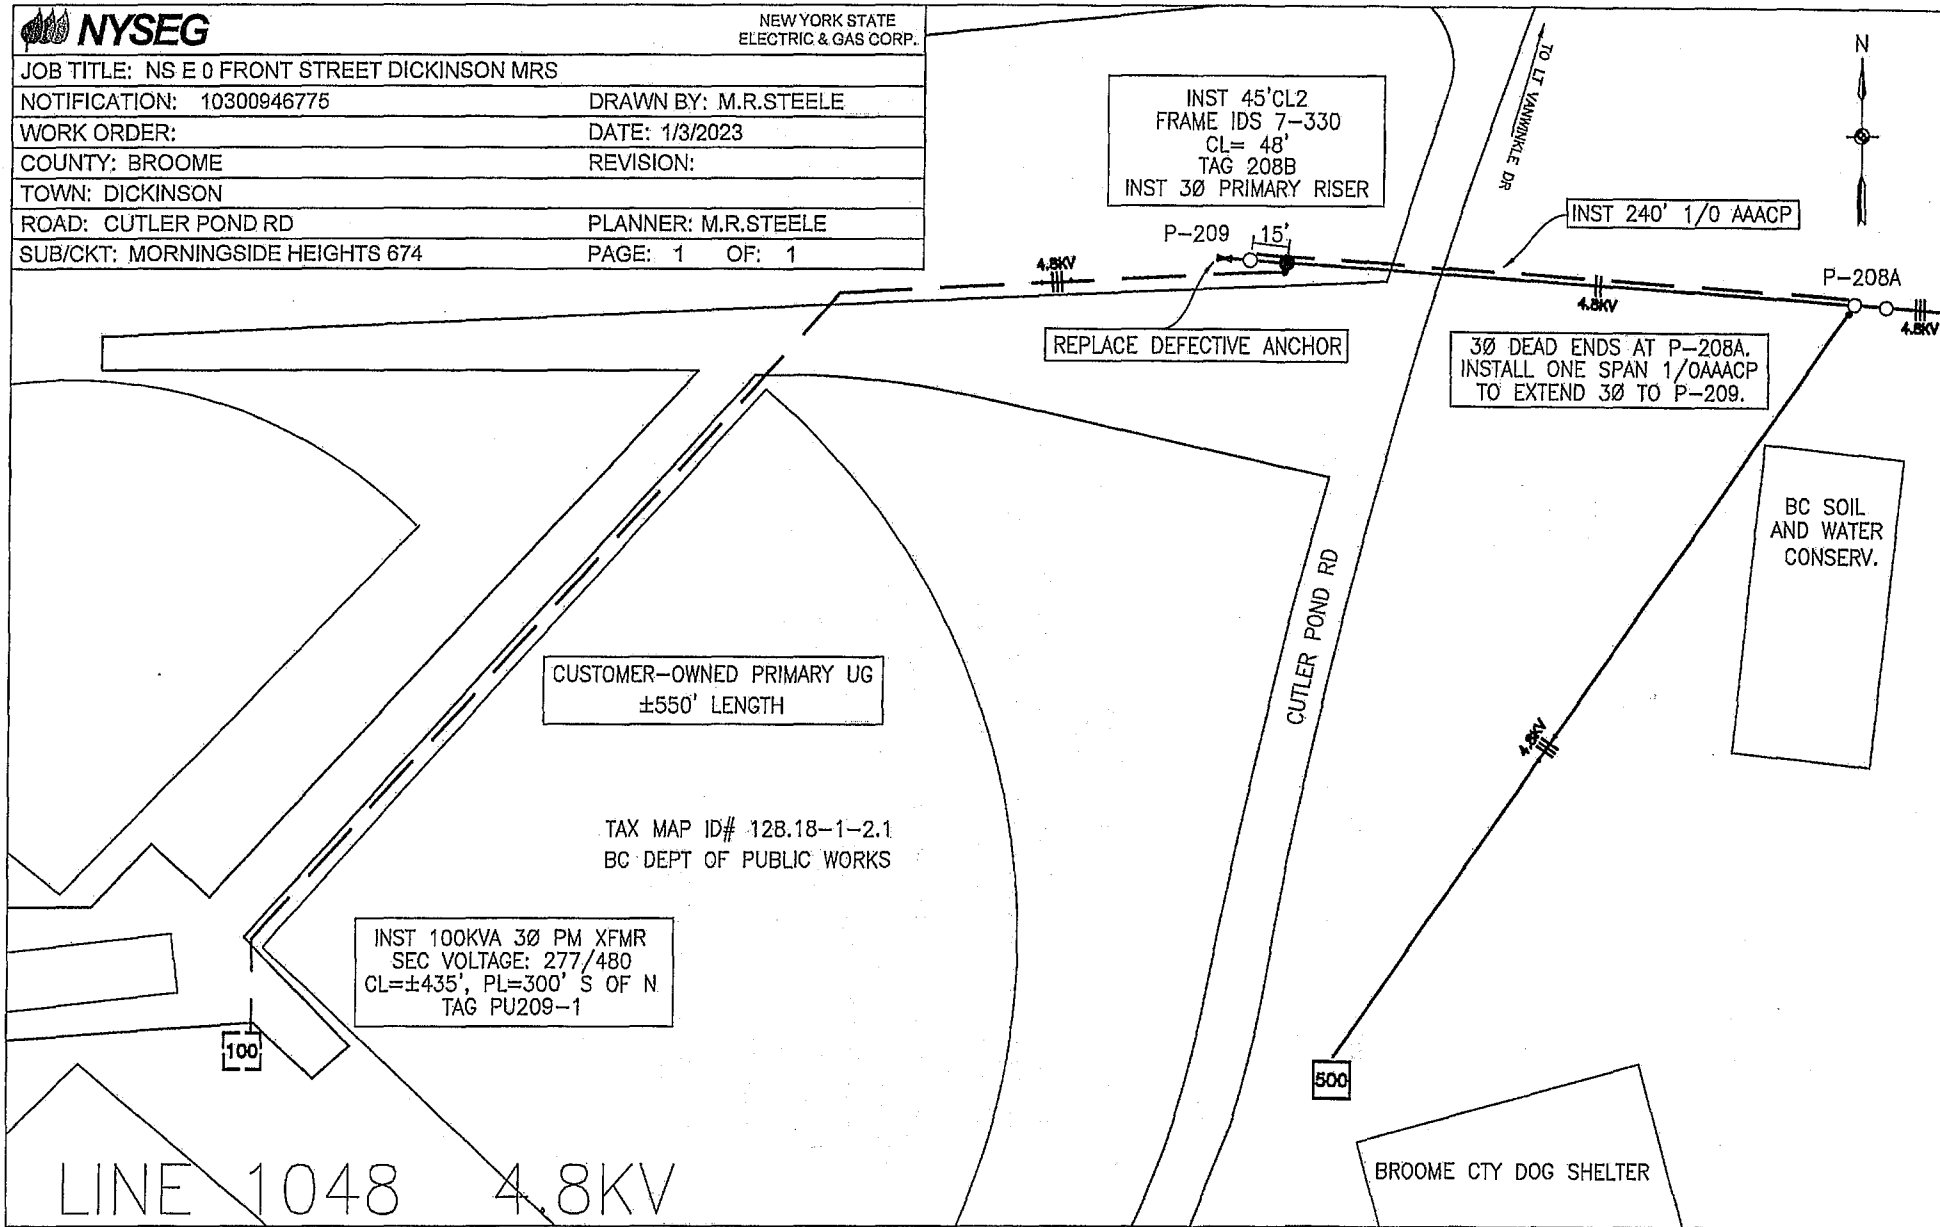 NYSEG
NEW YORK STATE
ELECTRIC & GAS CORP.
JOB TITLE: NS E 0 FRONT STREET DICKINSON MRS
NOTIFICATION: 10300946775 DRAWN BY: M.R.STEELE
WORK ORDER: DATE: 1/3/2023
COUNTY: BROOME REVISION:
TOWN: DICKINSON
ROAD: CUTLER POND RD PLANNER: M.R.STEELE
SUB/CKT: MORNINGSIDE HEIGHTS 674 PAGE: 1 OF: 1
INST 45'CL2
FRAME IDS 7-330
CL= 48'
TAG 208B
INST 3Ø PRIMARY RISER
TO LT VANWINKLE DR
N
INST 240' 1/0 AAACP
P-209
15'
4.8KV
4.8KV
P-208A
4.8KV
REPLACE DEFECTIVE ANCHOR
3Ø DEAD ENDS AT P-208A.
INSTALL ONE SPAN 1/0AAACP
TO EXTEND 3Ø TO P-209.
BC SOIL
AND WATER
CONSERV.
CUTLER POND RD
CUSTOMER-OWNED PRIMARY UG
±550' LENGTH
4.8KV
TAX MAP ID# 128.18-1-2.1
BC DEPT OF PUBLIC WORKS
INST 100KVA 3Ø PM XFMR
SEC VOLTAGE: 277/480
CL=±435', PL=300' S OF N
TAG PU209-1
100
500
BROOME CTY DOG SHELTER
LINE 1048 4.8KV